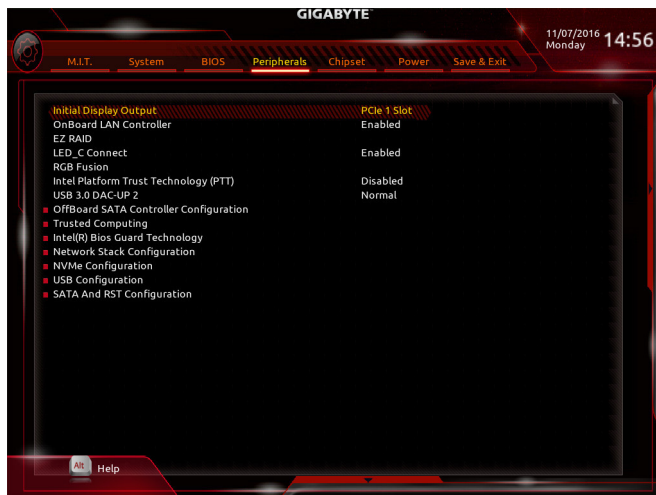 GIGABYTE™
11/07/2016 Monday 14:56
M.I.T. System BIOS Peripherals Chipset Power Save & Exit
Initial Display Output PCIe 1 Slot
OnBoard LAN Controller Enabled
EZ RAID
LED_C Connect Enabled
RGB Fusion
Intel Platform Trust Technology (PTT) Disabled
USB 3.0 DAC-UP 2 Normal
OffBoard SATA Controller Configuration
Trusted Computing
Intel(R) Bios Guard Technology
Network Stack Configuration
NVMe Configuration
USB Configuration
SATA And RST Configuration
Alt Help